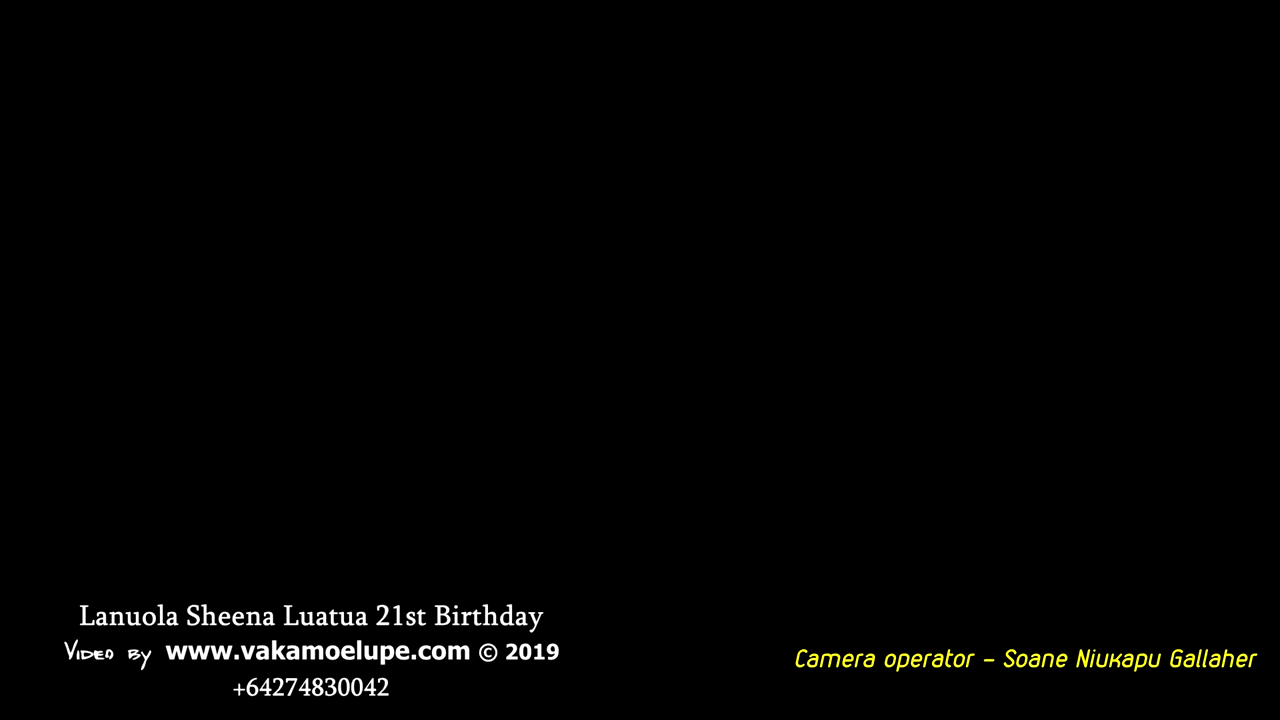 Lanuola Sheena Luatua 21st Birthday
Video by www.vakamoelupe.com © 2019
+64274830042
Camera operator - Soane Niukapu Gallaher